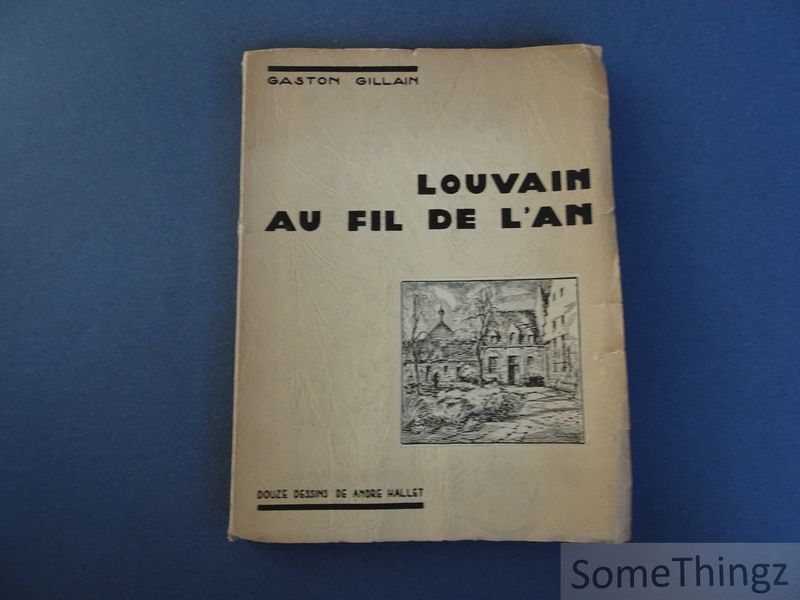 GASTON GILLAIN
LOUVAIN
AU FIL DE L'AN
DOUZE DESSINS DE ANDRE HALLET
SomeThingz